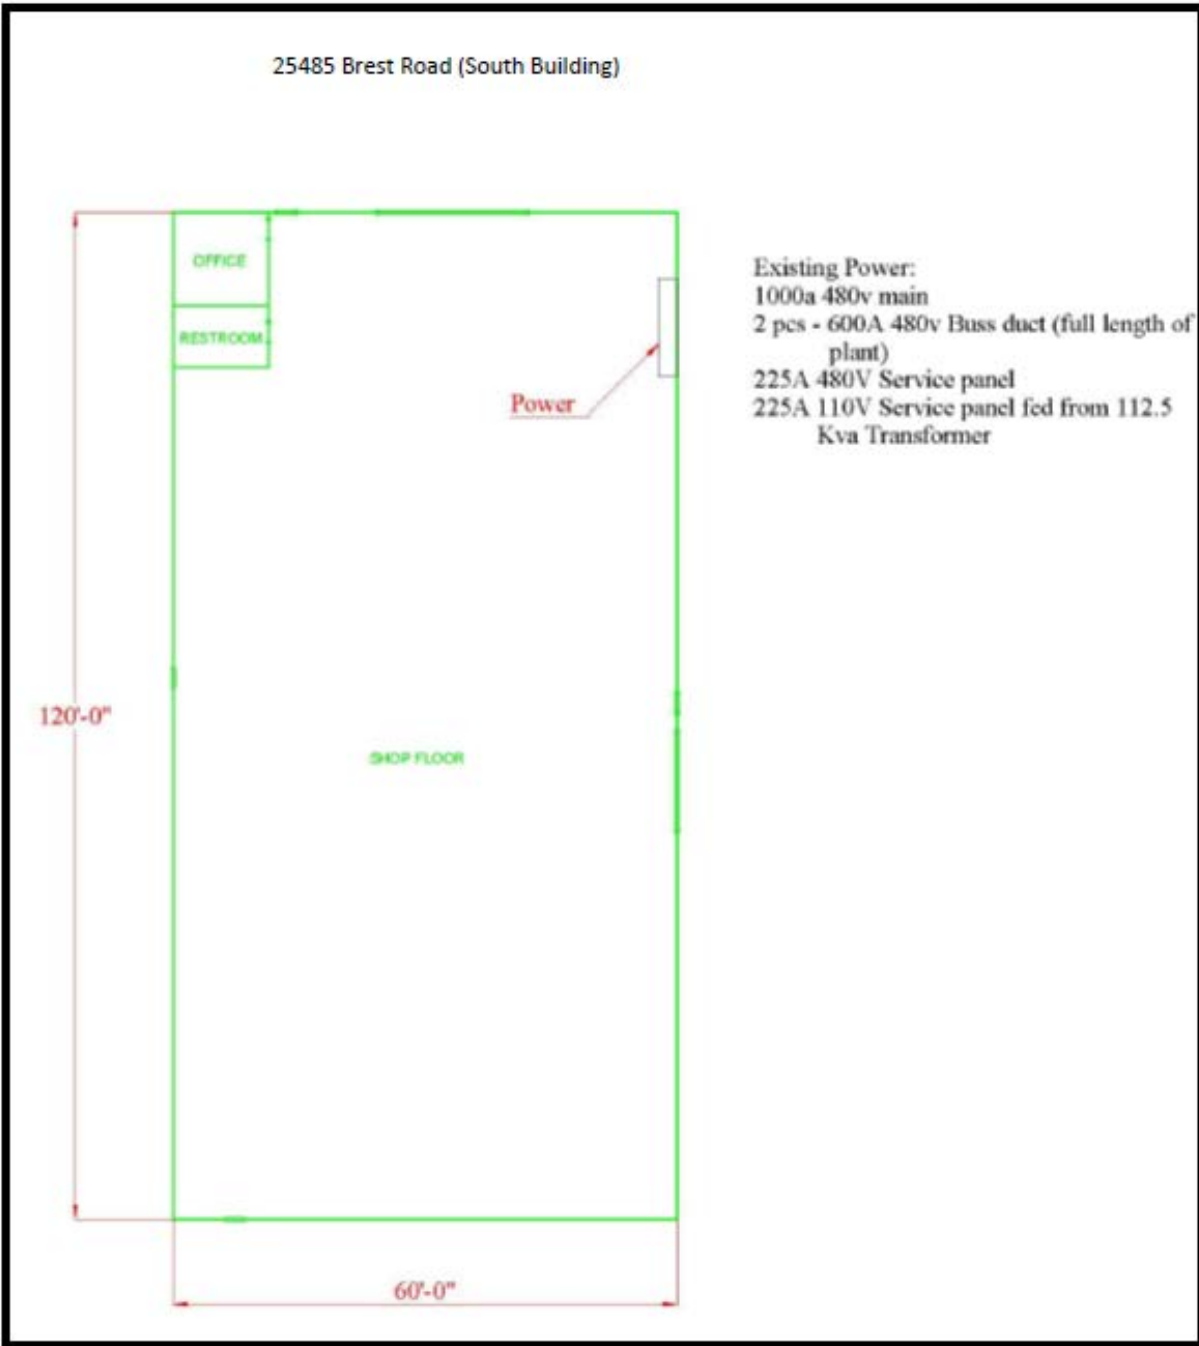 25485 Brest Road (South Building)
OFFICE
RESTROOM
Existing Power:
1000a 480v main
2 pcs - 600A 480v Buss duct (full length of
plant)
225A 480V Service panel
225A 110V Service panel fed from 112.5
Kva Transformer
Power
120'-0"
SHOP FLOOR
60'-0"